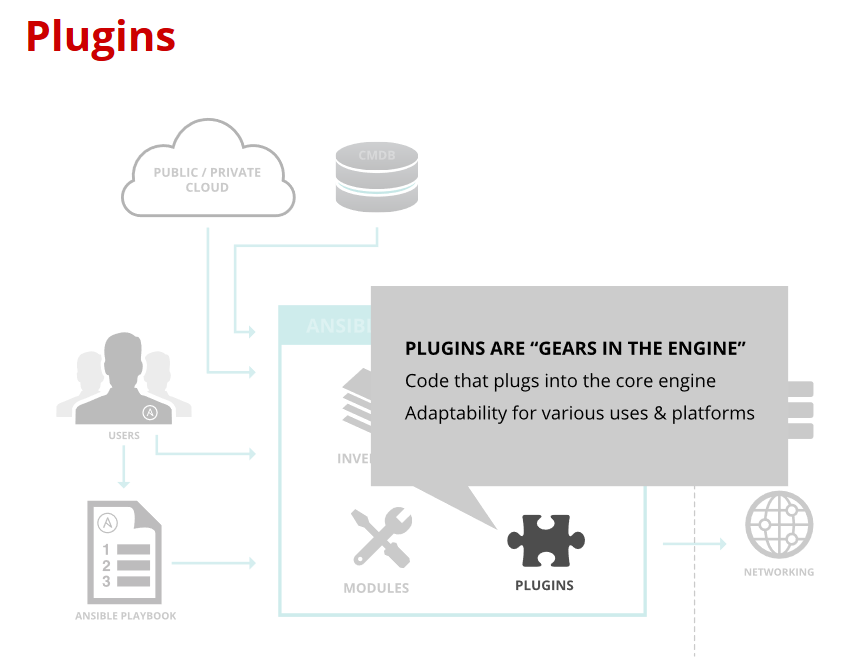 Plugins
PUBLIC / PRIVATE
CLOUD
CMDB
PLUGINS ARE “GEARS IN THE ENGINE”
Code that plugs into the core engine
Adaptability for various uses & platforms
USERS
A
A
1
2
3
MODULES
PLUGINS
NETWORKING
ANSIBLE PLAYBOOK